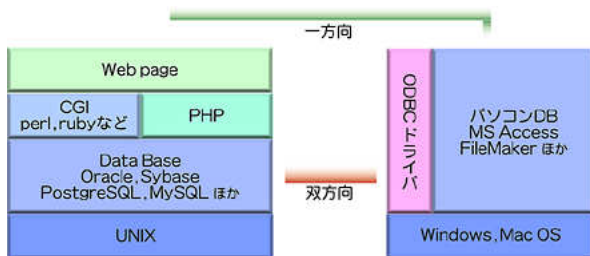 一方向
Web page
CGI
perl,rubyなど
PHP
Data Base
Oracle,Sybase
PostgreSQL,MySQL ほか
UNIX
双方向
ODBCドライバ
パソコンDB
MS Access
FileMaker ほか
Windows,Mac OS